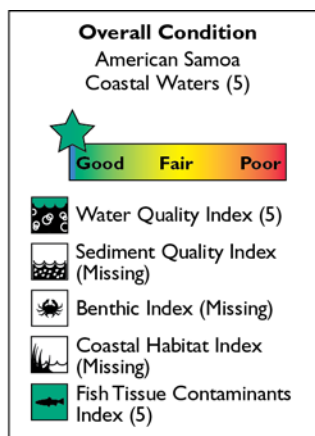 Overall Condition
American Samoa
Coastal Waters (5)
Good Fair Poor
Water Quality Index (5)
Sediment Quality Index
(Missing)
Benthic Index (Missing)
Coastal Habitat Index
(Missing)
Fish Tissue Contaminants
Index (5)